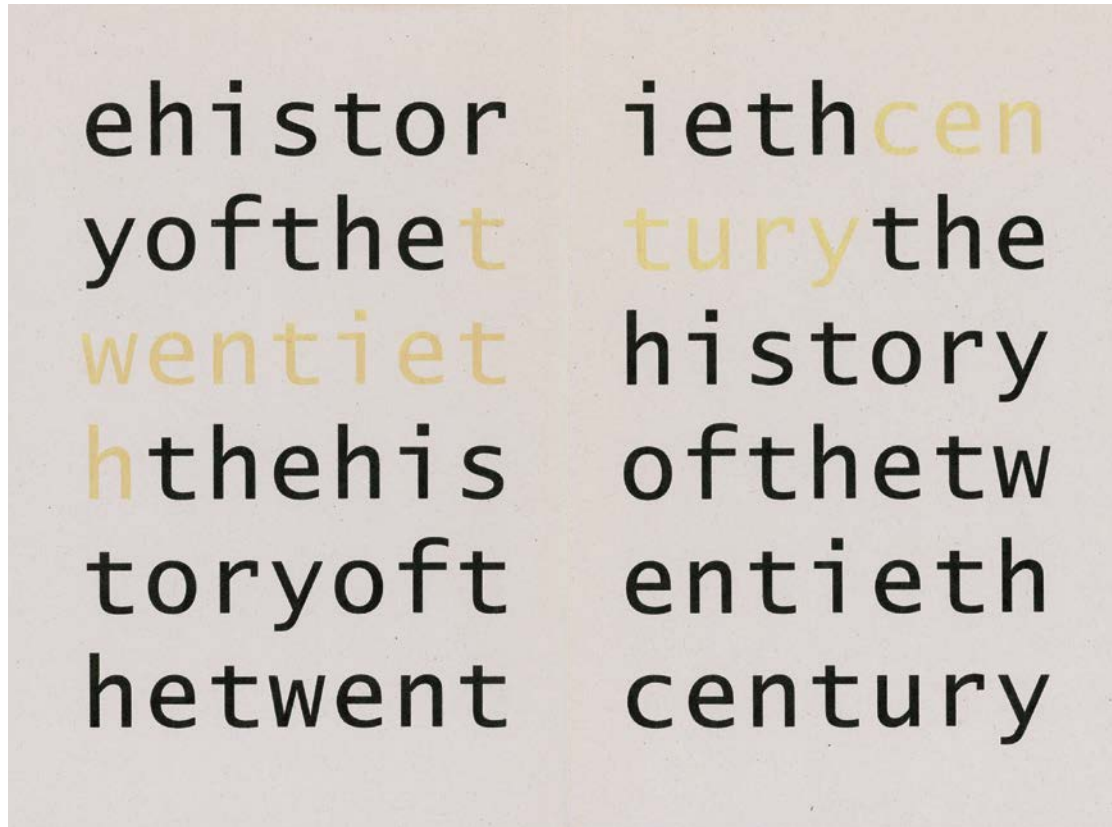 ehistor
yofthet
wentiet
hthehis
toryoft
hetwent
iethcen
turythe
history
ofthetw
entieth
century